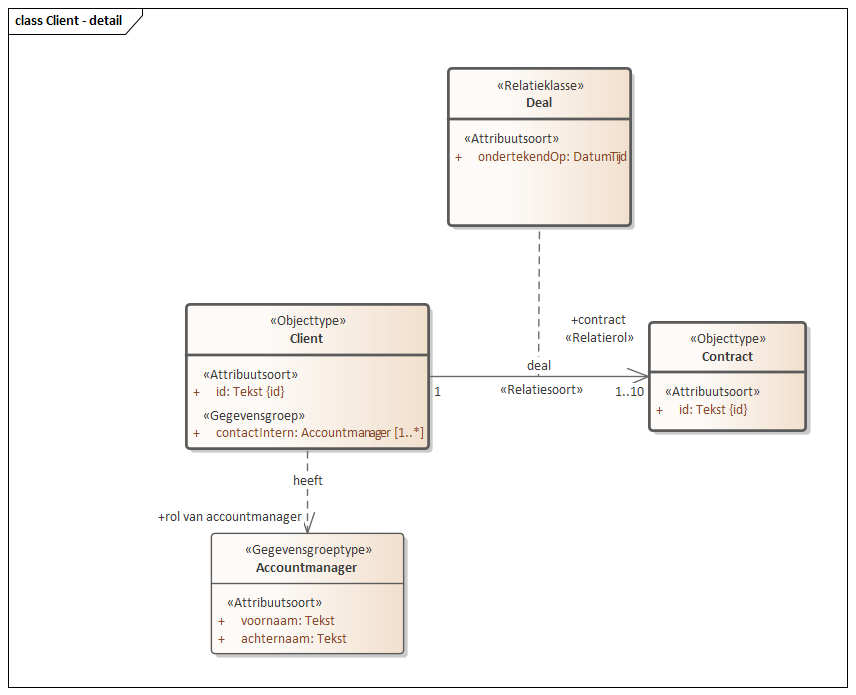 class Client - detail
«Relatieklasse»
Deal
«Attribuutsoort»
+ ondertekendOp: DatumTijd
«Objecttype»
Client
«Attribuutsoort»
+ id: Tekst {id}
«Gegevensgroep»
+ contactIntern: Accountmanager [1..*]
+contract
«Relatierol»
deal
1
«Relatiesoort»
1..10
«Objecttype»
Contract
«Attribuutsoort»
+ id: Tekst {id}
heeft
+rol van accountmanager
«Gegevensgroeptype»
Accountmanager
«Attribuutsoort»
+ voornaam: Tekst
+ achternaam: Tekst